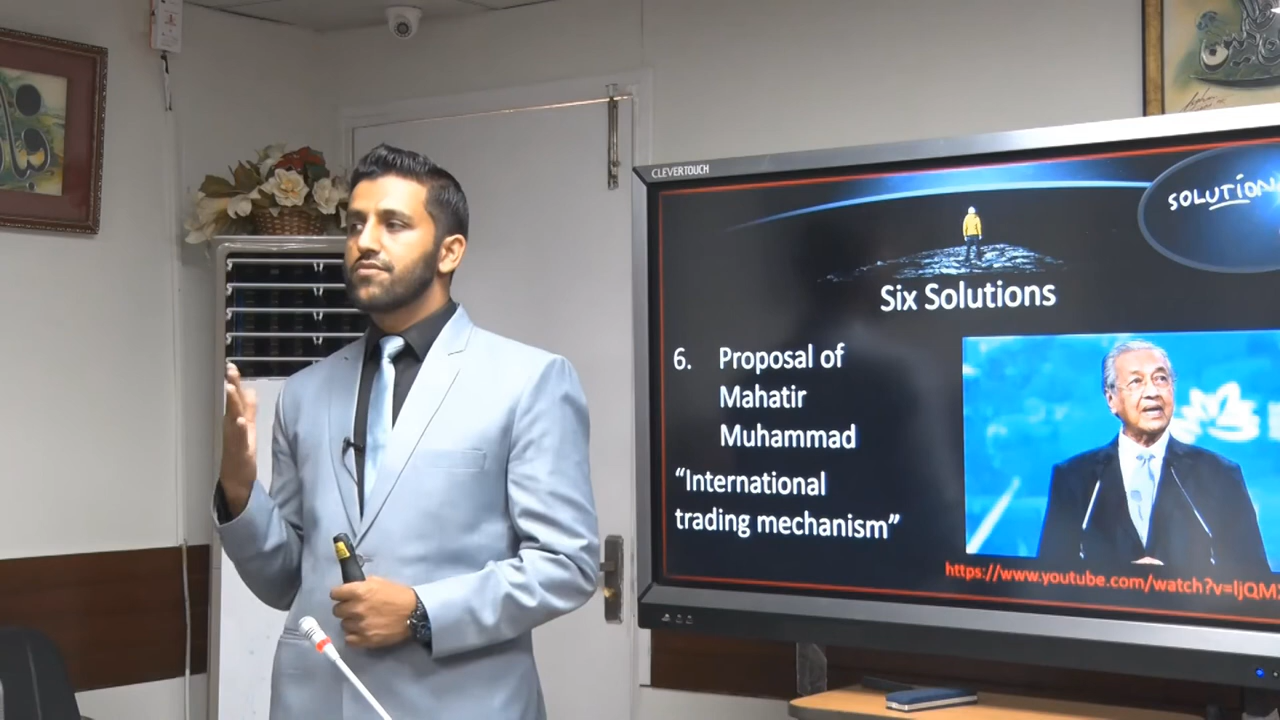 CLEVERTOUCH
SOLUTION
Six Solutions
6. Proposal of
Mahatir
Muhammad
“International
trading mechanism”
https://www.youtube.com/watch?v=ljQM